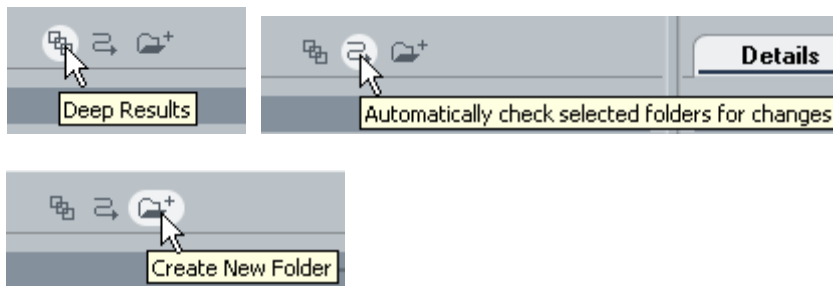 Deep Results
Details
Automatically check selected folders for changes
Create New Folder